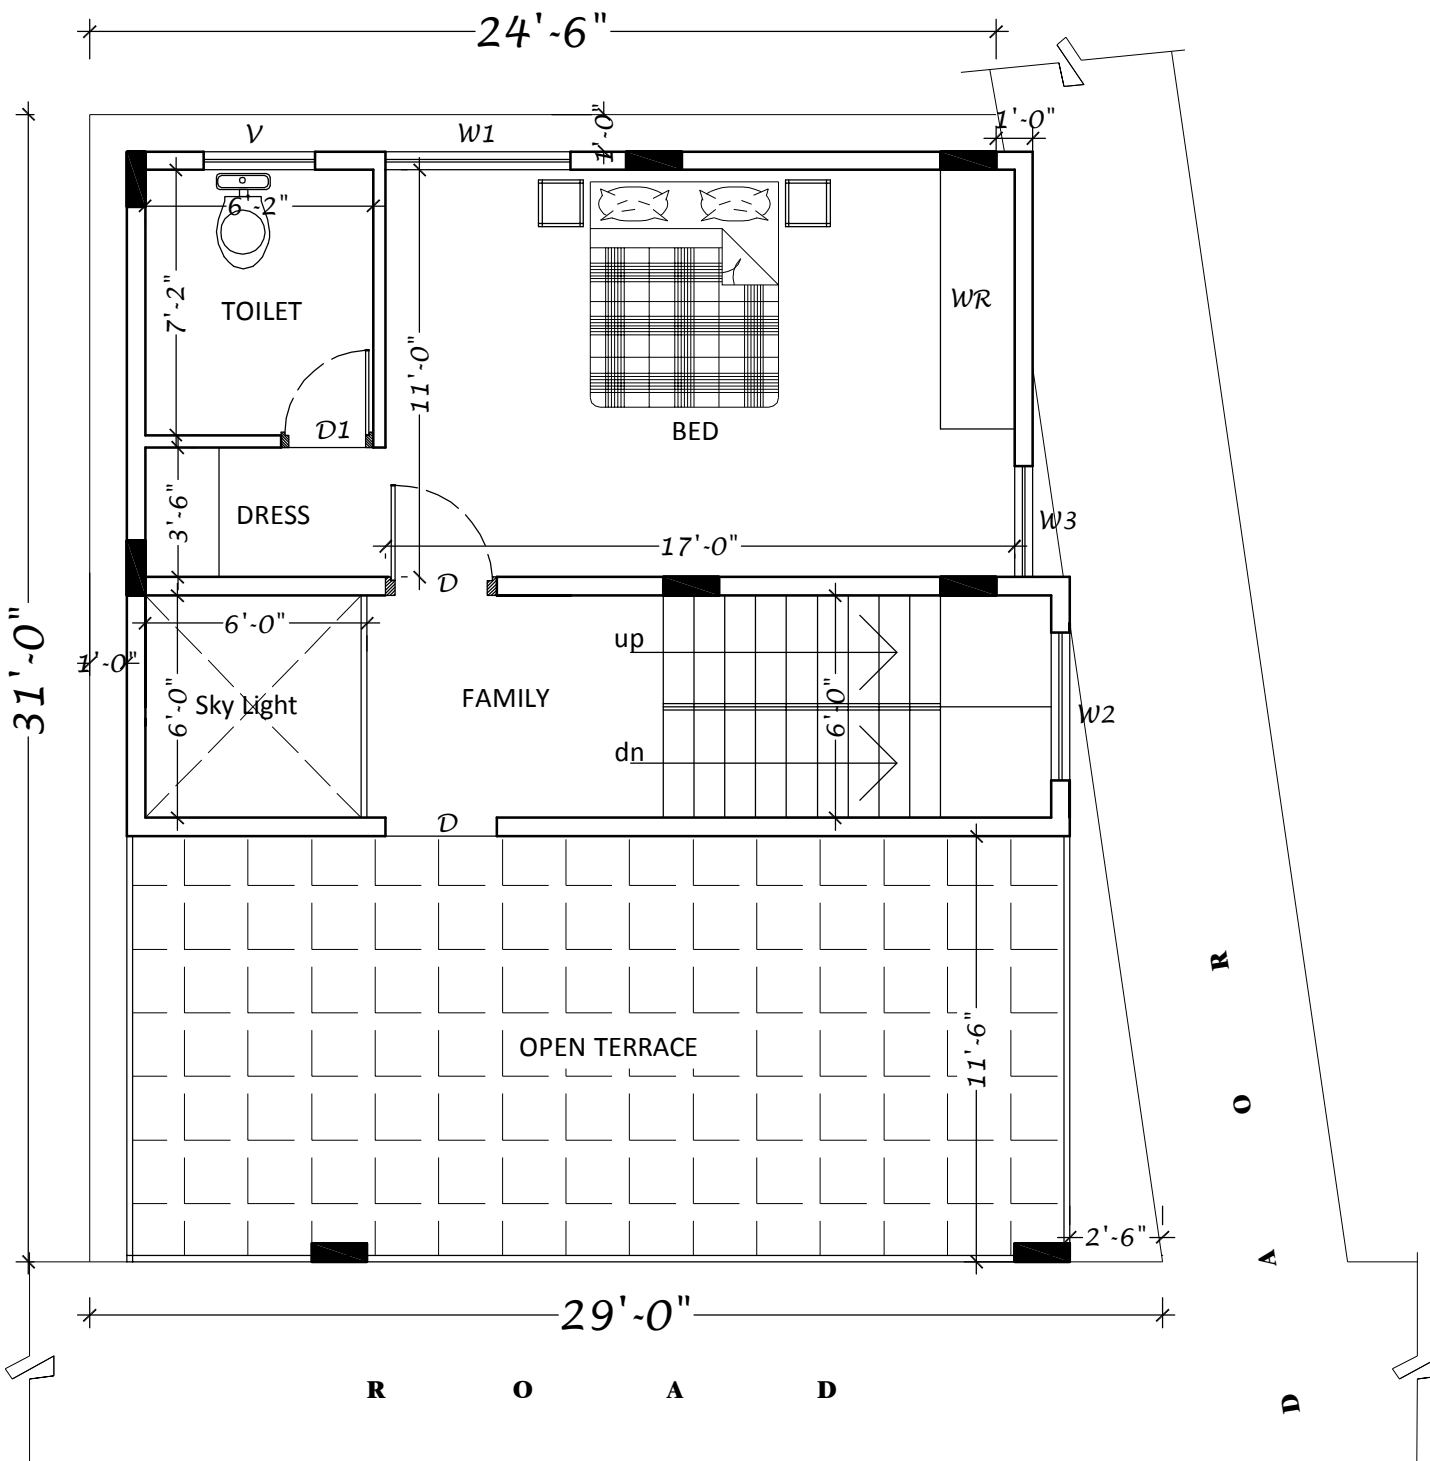 24'-6"
1'-0"
1'-0"
V
W1
6'-2"
7'-2"
TOILET
WR
11'-0"
D1
BED
3'-6"
DRESS
W3
17'-0"
D
31'-0"
6'-0"
up
1'-0"
6'-0"
Sky Light
FAMILY
6'-0"
W2
dn
D
R
O
A
D
OPEN TERRACE
11'-6"
2'-6"
29'-0"
R O A D